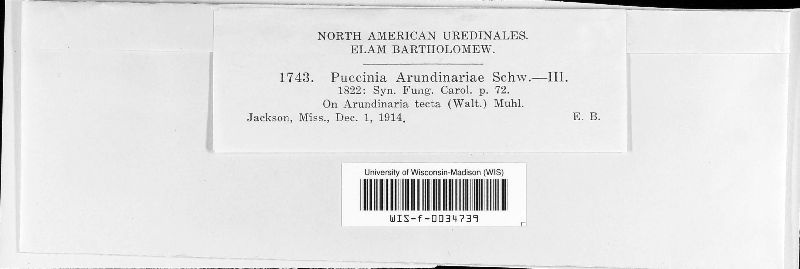 NORTH AMERICAN UREDINALES.
ELAM BARTHOLOMEW.
1743. Puccinia Arundinariae Schw.—III.
1822: Syn. Fung. Carol. p. 72.
On Arundinaria tecta (Walt.) Muhl.
Jackson, Miss., Dec. 1, 1914. E. B.
University of Wisconsin-Madison (WIS)
WIS-f-0034739